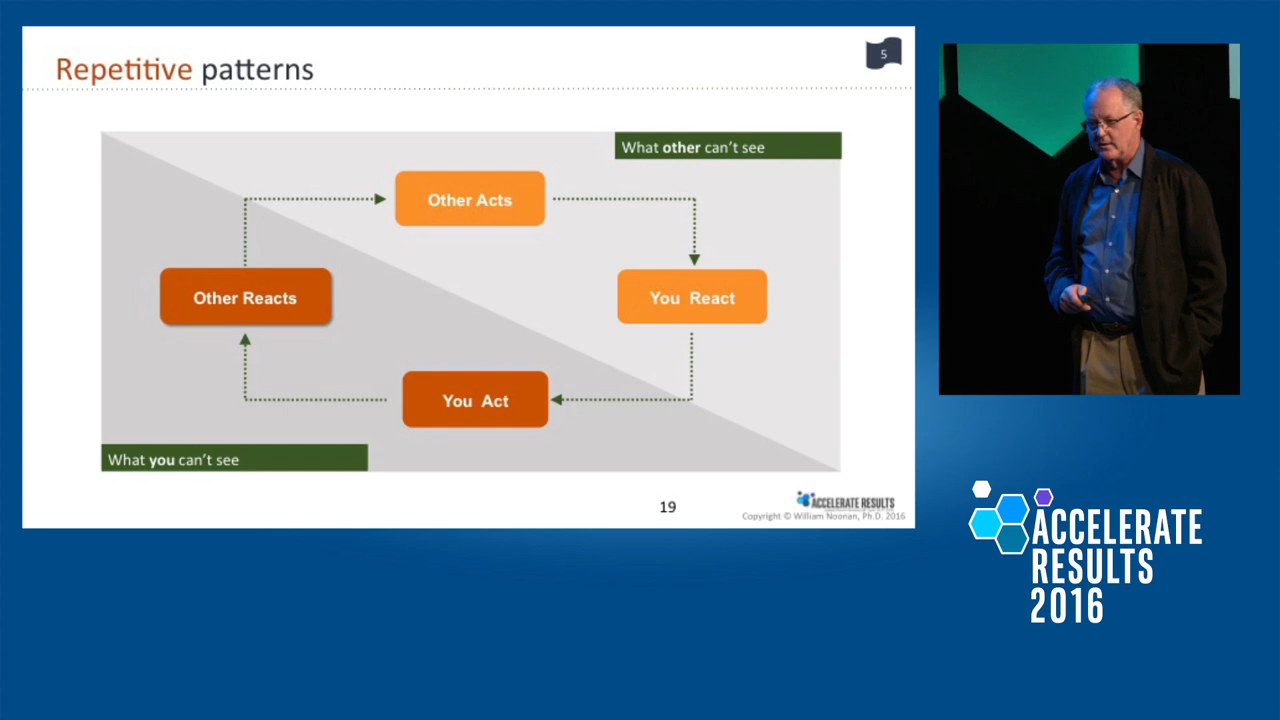 Repetitive patterns
5
What other can't see
Other Acts
Other Reacts
You React
You Act
What you can't see
19
ACCELERATE RESULTS
Copyright © William Noonan, Ph.D. 2016
ACCELERATE
RESULTS
2016